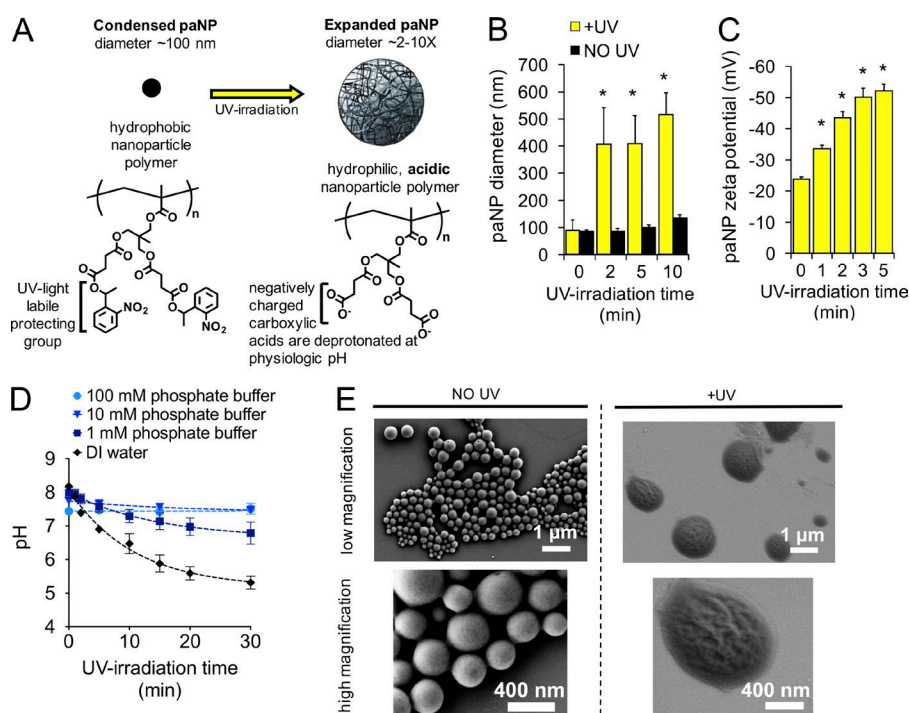 A
Condensed paNP
diameter ~100 nm
Expanded paNP
diameter ~2-10X
UV-irradiation
hydrophobic
nanoparticle
polymer
hydrophilic, acidic
nanoparticle polymer
n
O
O
O
O
O
O
O
O
O
O
NO₂
NO₂
UV-light
labile
protecting
group
n
O
O
O
O
O
O
O
O-
O
O-
negatively
charged
carboxylic
acids are deprotonated at
physiologic pH
B
+UV
NO UV
paNP diameter (nm)
700
600
500
400
300
200
100
0
* * *
0 2 5 10
UV-irradiation time
(min)
C
paNP zeta potential (mV)
-60
-50
-40
-30
-20
-10
0
* * * *
0 1 2 3 5
UV-irradiation time
(min)
D
100 mM phosphate buffer
10 mM phosphate buffer
1 mM phosphate buffer
DI water
pH
9
8
7
6
5
4
0 10 20 30
UV-irradiation time
(min)
E
NO UV
+UV
low magnification
1 µm
1 µm
high magnification
400 nm
400 nm